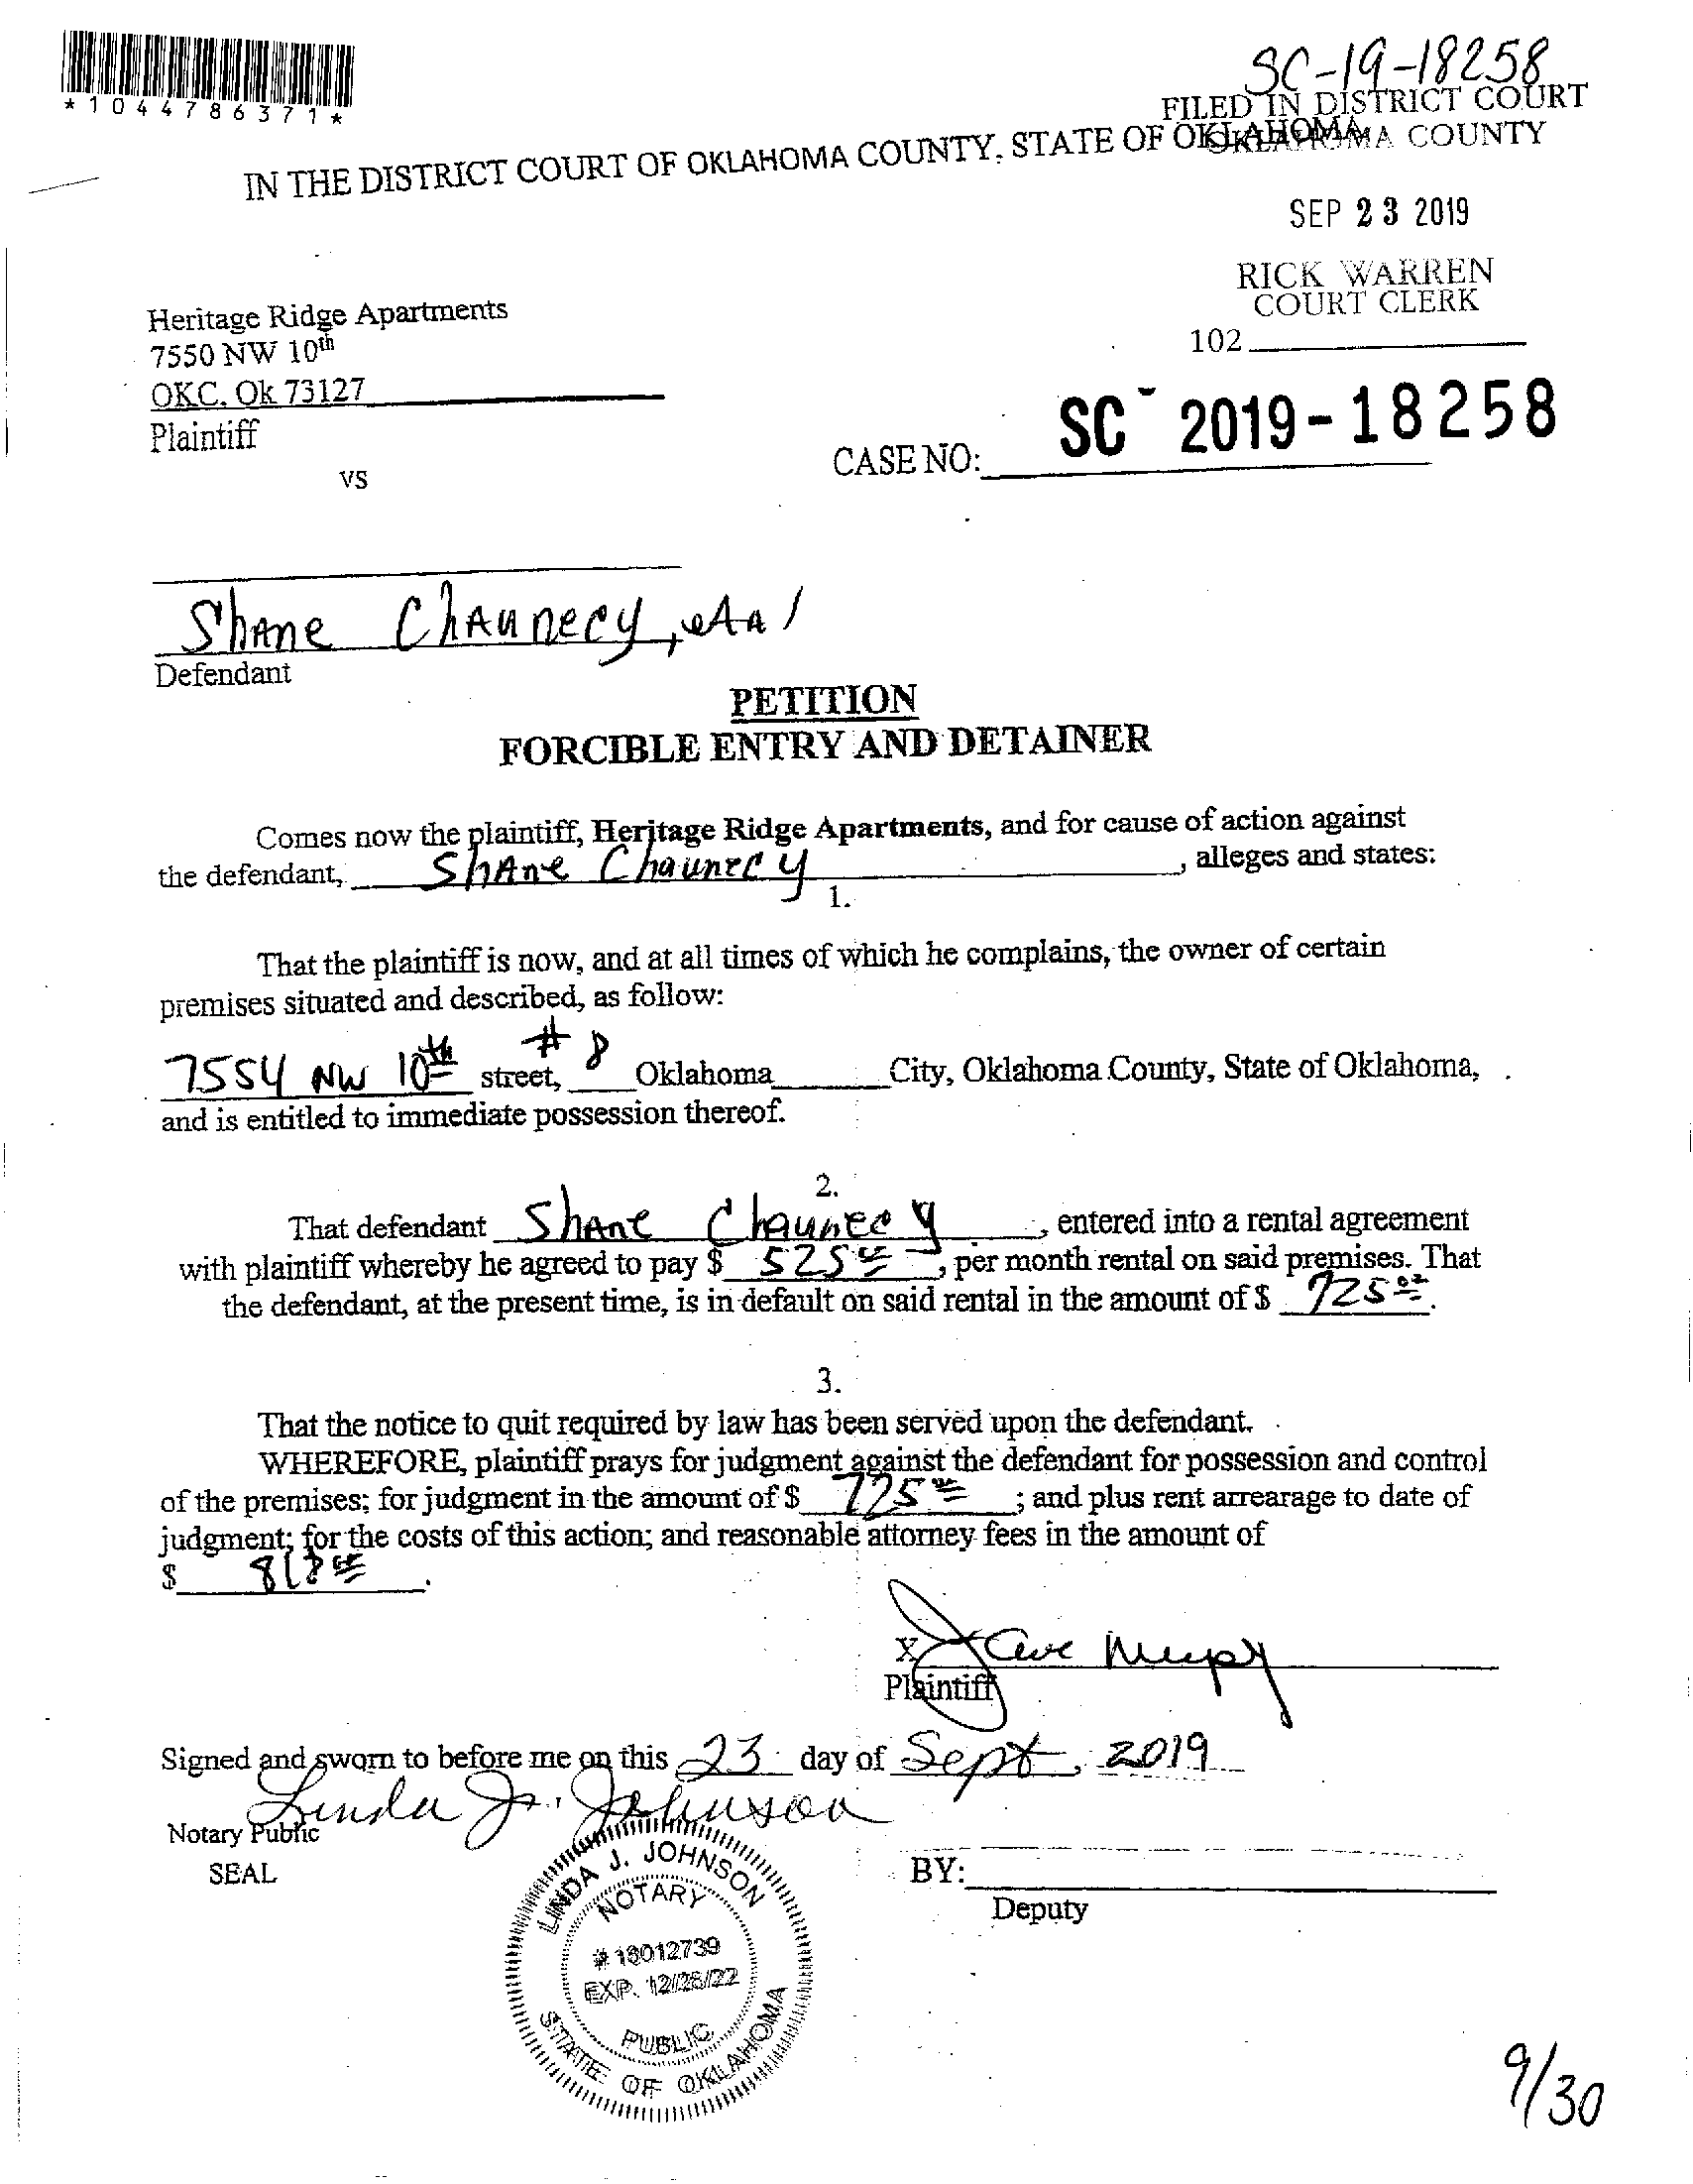 SC-19-18258
*1044786371*
FILED IN DISTRICT COURT
OKLAHOMA COUNTY
IN THE DISTRICT COURT OF OKLAHOMA COUNTY, STATE OF OKLAHOMA
SEP 23 2019
RICK WARREN
COURT CLERK
102
Heritage Ridge Apartments
7550 NW 10th
OKC. Ok 73127
Plaintiff
vs
CASE NO: SC - 2019-18258
Shane Chaunecy, etal
Defendant
PETITION
FORCIBLE ENTRY AND DETAINER
Comes now the plaintiff, Heritage Ridge Apartments, and for cause of action against
the defendant, Shane Chaunecy, alleges and states:
1.
That the plaintiff is now, and at all times of which he complains, the owner of certain
premises situated and described, as follow:
7554 NW 10th street, #8 Oklahoma City, Oklahoma County, State of Oklahoma,
and is entitled to immediate possession thereof.
2.
That defendant Shane Chaunecy, entered into a rental agreement
with plaintiff whereby he agreed to pay $ 525 00, per month rental on said premises. That
the defendant, at the present time, is in default on said rental in the amount of $ 725 00.
3.
That the notice to quit required by law has been served upon the defendant.
WHEREFORE, plaintiff prays for judgment against the defendant for possession and control
of the premises; for judgment in the amount of $ 725 00; and plus rent arrearage to date of
judgment; for the costs of this action; and reasonable attorney fees in the amount of
$ .
X
Plaintiff
Signed and sworn to before me on this 23 day of Sept, 2019
Linda J. Johnson
Notary Public
SEAL
BY:
Deputy
LINDA J. JOHNSON
NOTARY
# 18012739
EXP. 12/28/22
PUBLIC
STATE OF OKLAHOMA
9/30